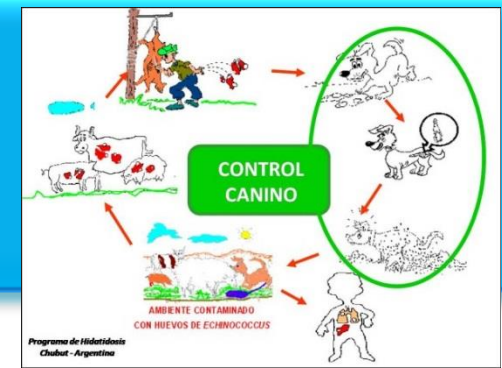 CONTROL
CANINO
AMBIENTE CONTAMINADO
CON HUEVOS DE ECHINOCOCCUS
Programa de Hidatidosis
Chubut - Argentina